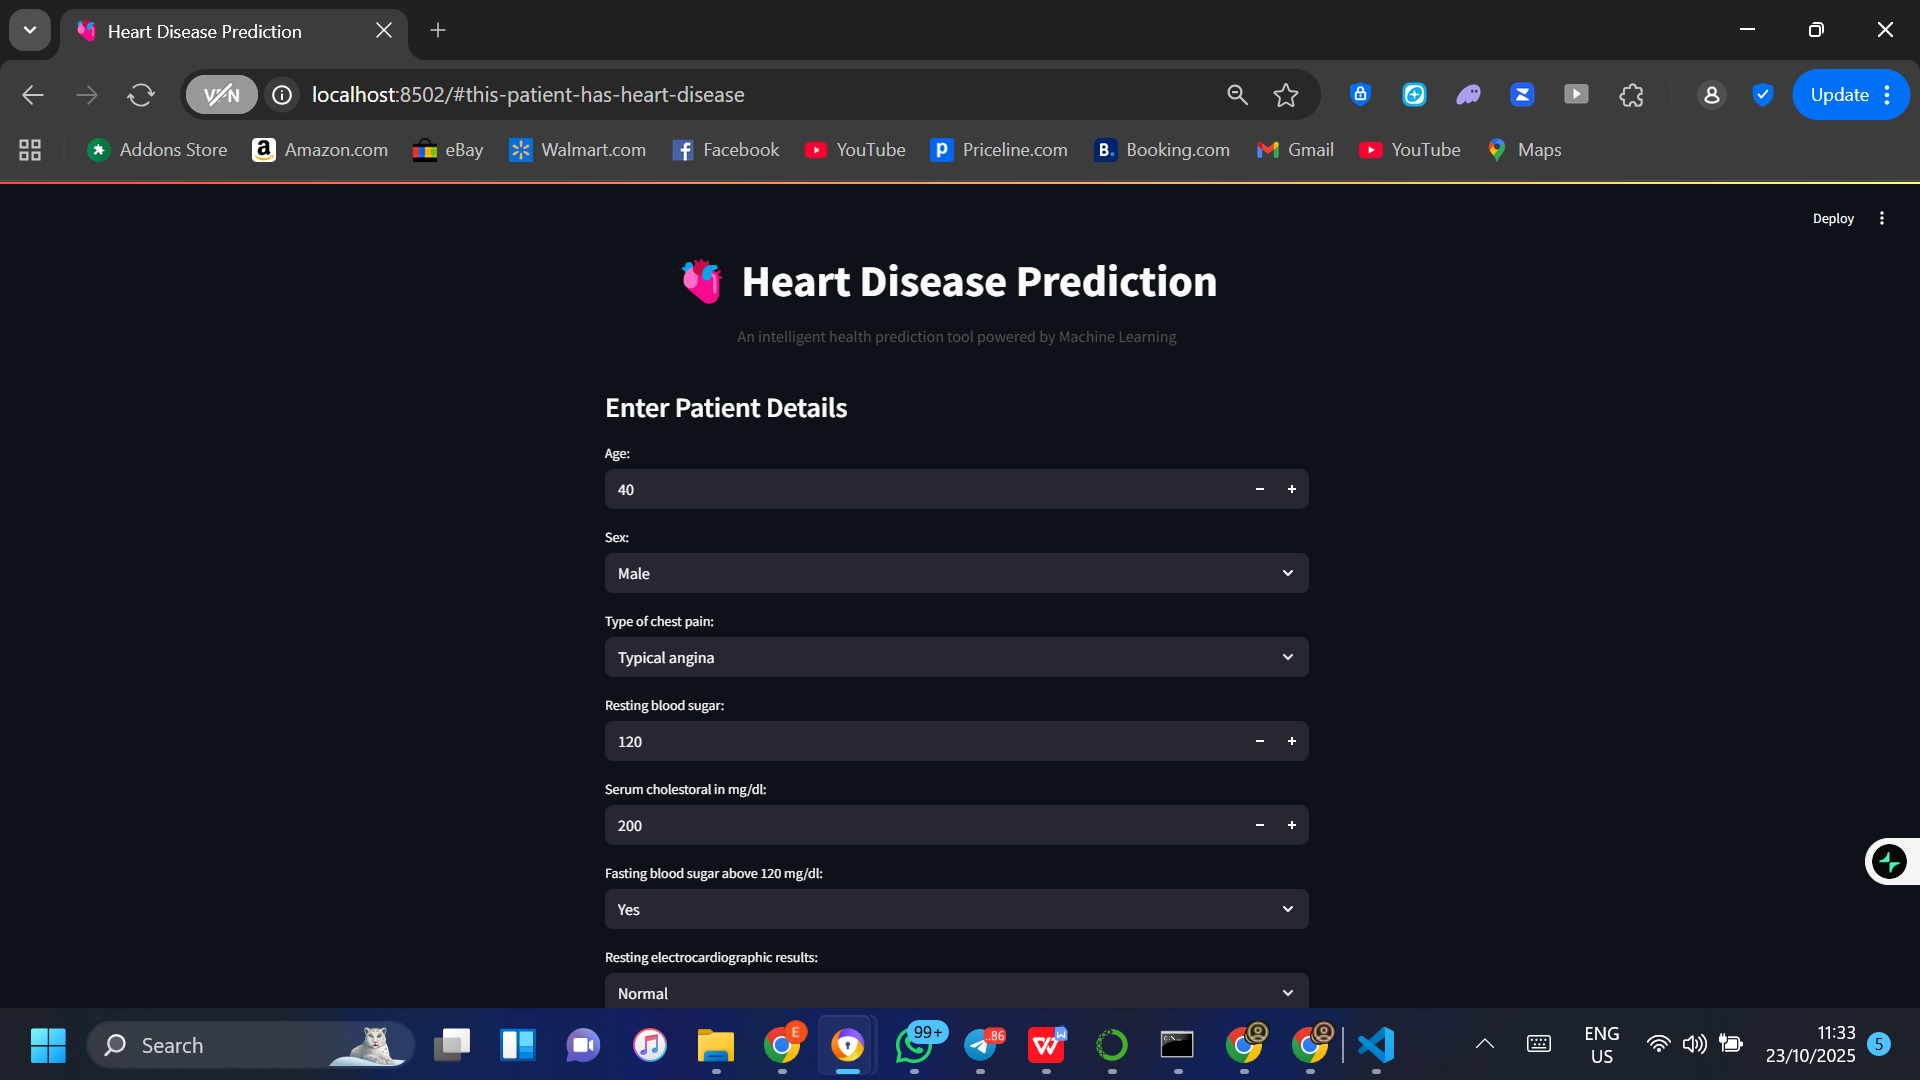 Heart Disease Prediction
VPN
localhost:8502/#this-patient-has-heart-disease
Update
Addons Store
Amazon.com
eBay
Walmart.com
Facebook
YouTube
Priceline.com
Booking.com
Gmail
YouTube
Maps
Deploy
Heart Disease Prediction
An intelligent health prediction tool powered by Machine Learning
Enter Patient Details
Age:
40
Sex:
Male
Type of chest pain:
Typical angina
Resting blood sugar:
120
Serum cholestoral in mg/dl:
200
Fasting blood sugar above 120 mg/dl:
Yes
Resting electrocardiographic results:
Normal
Search
E
99+
..86
ENG
US
11:33
23/10/2025
5